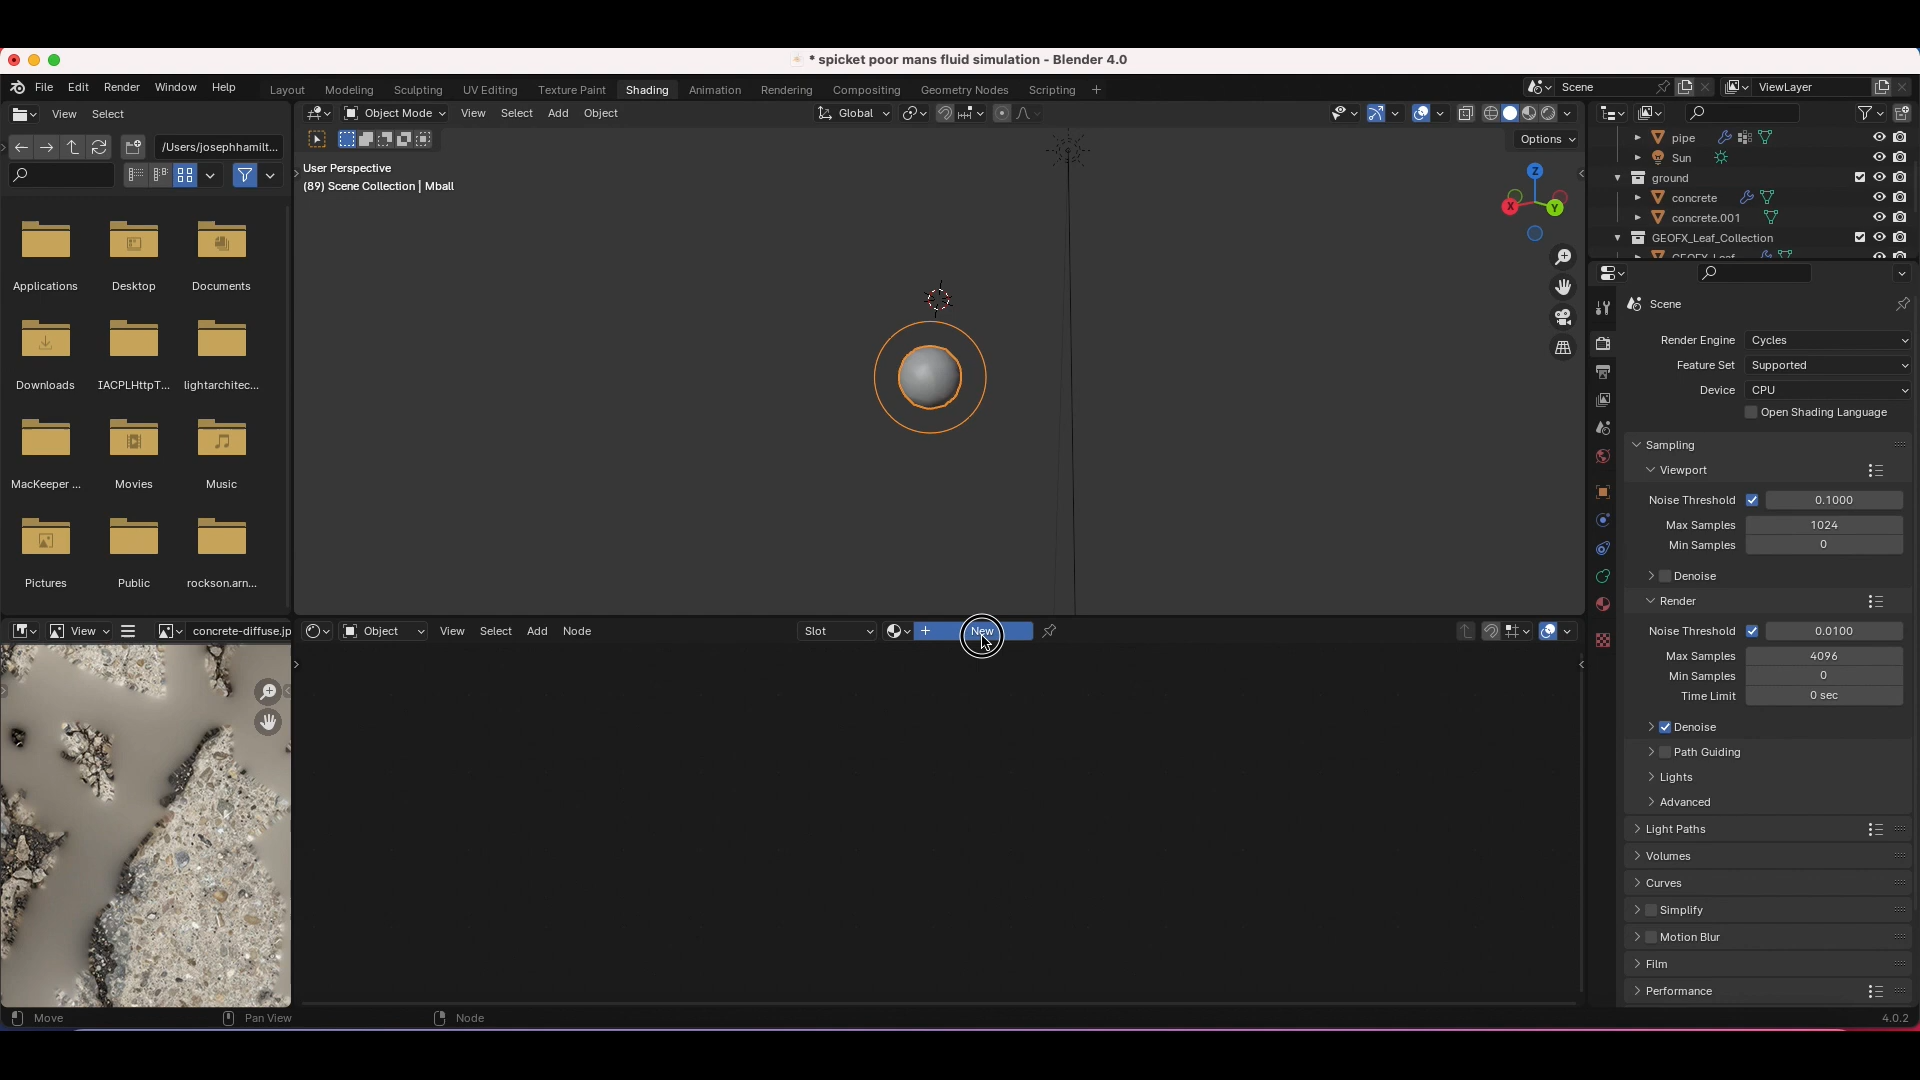 * spicket poor mans fluid simulation - Blender 4.0
File Edit Render Window Help
Layout Modeling Sculpting UV Editing Texture Paint Shading Animation Rendering Compositing Geometry Nodes Scripting +
Scene
ViewLayer
View Select
Object Mode View Select Add Object
Global
Options
/Users/josephhamilt...
User Perspective
(89) Scene Collection | Mball
Z
X
Y
Applications Desktop Documents
Downloads IACPLHttpT... lightarchitec...
MacKeeper ... Movies Music
Pictures Public rockson.arn...
pipe
Sun
ground
concrete
concrete.001
GEOFX_Leaf_Collection
GEOFX_Leaf
Scene
Render Engine Cycles
Feature Set Supported
Device CPU
Open Shading Language
Sampling
Viewport
Noise Threshold 0.1000
Max Samples 1024
Min Samples 0
Denoise
Render
Noise Threshold 0.0100
Max Samples 4096
Min Samples 0
Time Limit 0 sec
Denoise
Path Guiding
Lights
Advanced
Light Paths
Volumes
Curves
Simplify
Motion Blur
Film
Performance
View concrete-diffuse.jp
Object View Select Add Node Slot + New
Move Pan View Node 4.0.2